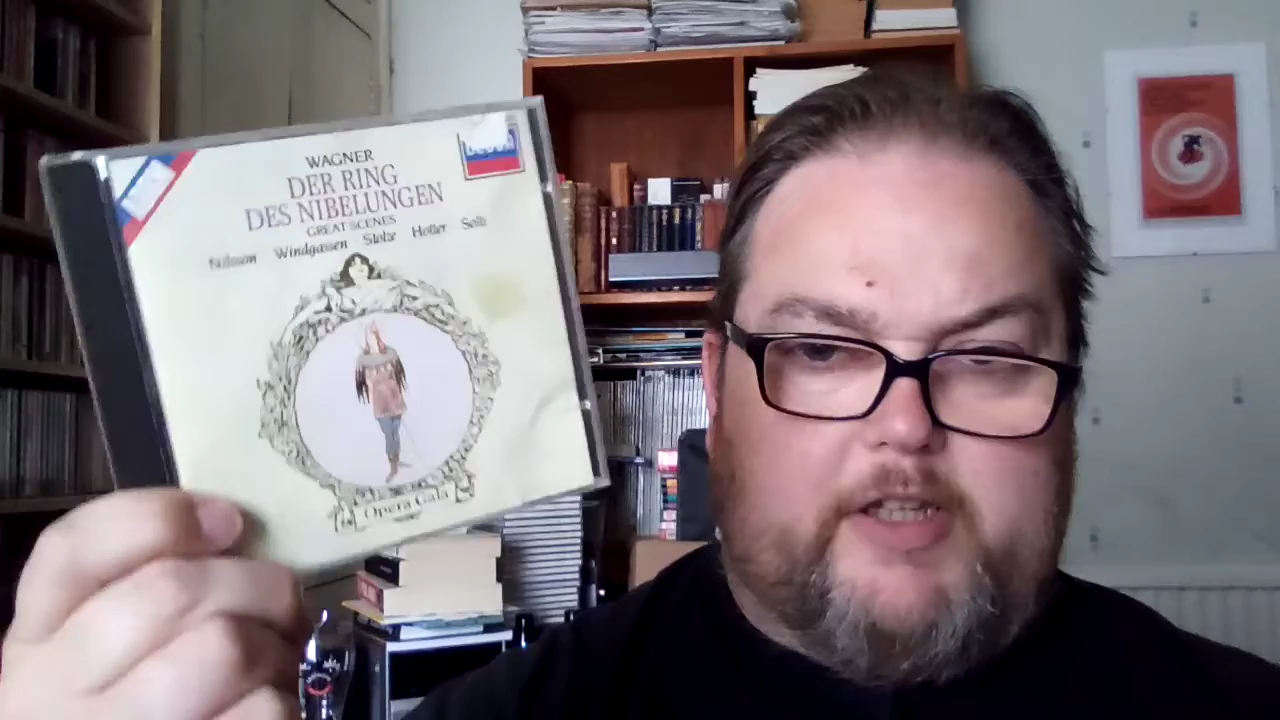 WAGNER
DER RING
DES NIBELUNGEN
GREAT SCENES
Nilsson Windgassen Stolze Hotter Solti
DECCA
Opera Gala